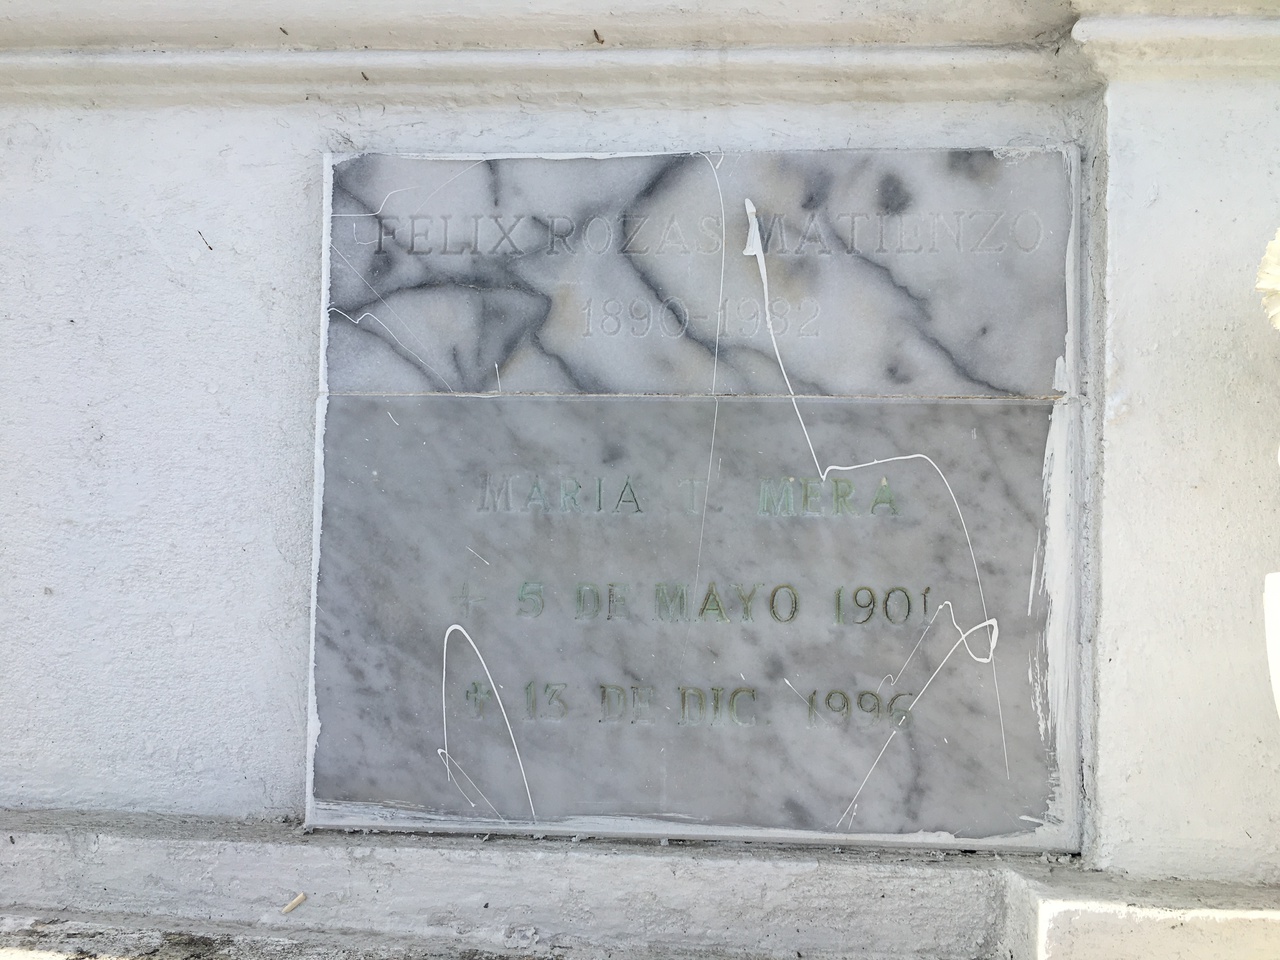 FELIX ROZAS MATIENZO
1890-1982
MARIA T. MERA
+ 5 DE MAYO 1901
✝ 13 DE DIC 1996